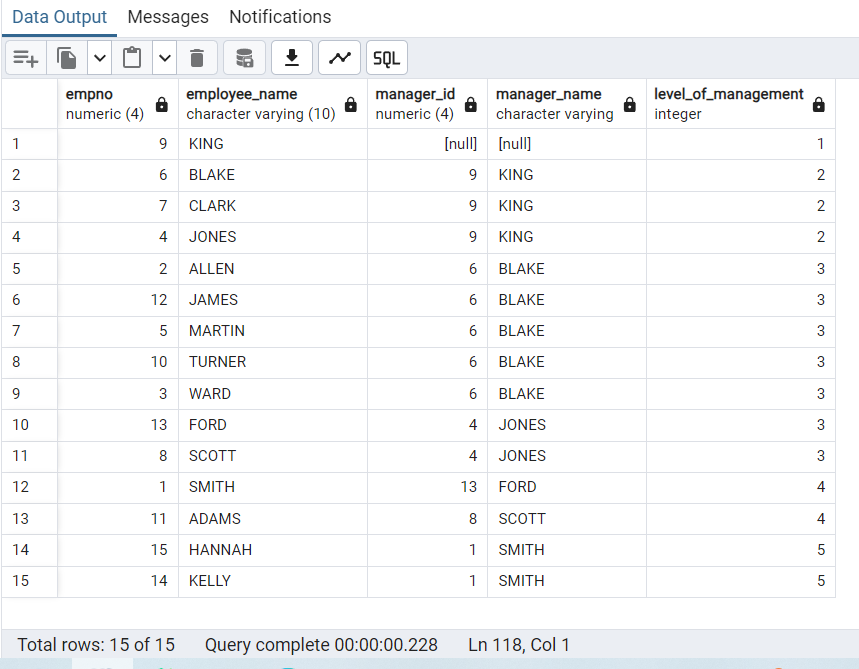 Data Output Messages Notifications
SQL
empno employee_name manager_id manager_name level_of_management
numeric (4) character varying (10) numeric (4) character varying integer
1 9 KING [null] [null] 1
2 6 BLAKE 9 KING 2
3 7 CLARK 9 KING 2
4 4 JONES 9 KING 2
5 2 ALLEN 6 BLAKE 3
6 12 JAMES 6 BLAKE 3
7 5 MARTIN 6 BLAKE 3
8 10 TURNER 6 BLAKE 3
9 3 WARD 6 BLAKE 3
10 13 FORD 4 JONES 3
11 8 SCOTT 4 JONES 3
12 1 SMITH 13 FORD 4
13 11 ADAMS 8 SCOTT 4
14 15 HANNAH 1 SMITH 5
15 14 KELLY 1 SMITH 5
Total rows: 15 of 15 Query complete 00:00:00.228 Ln 118, Col 1